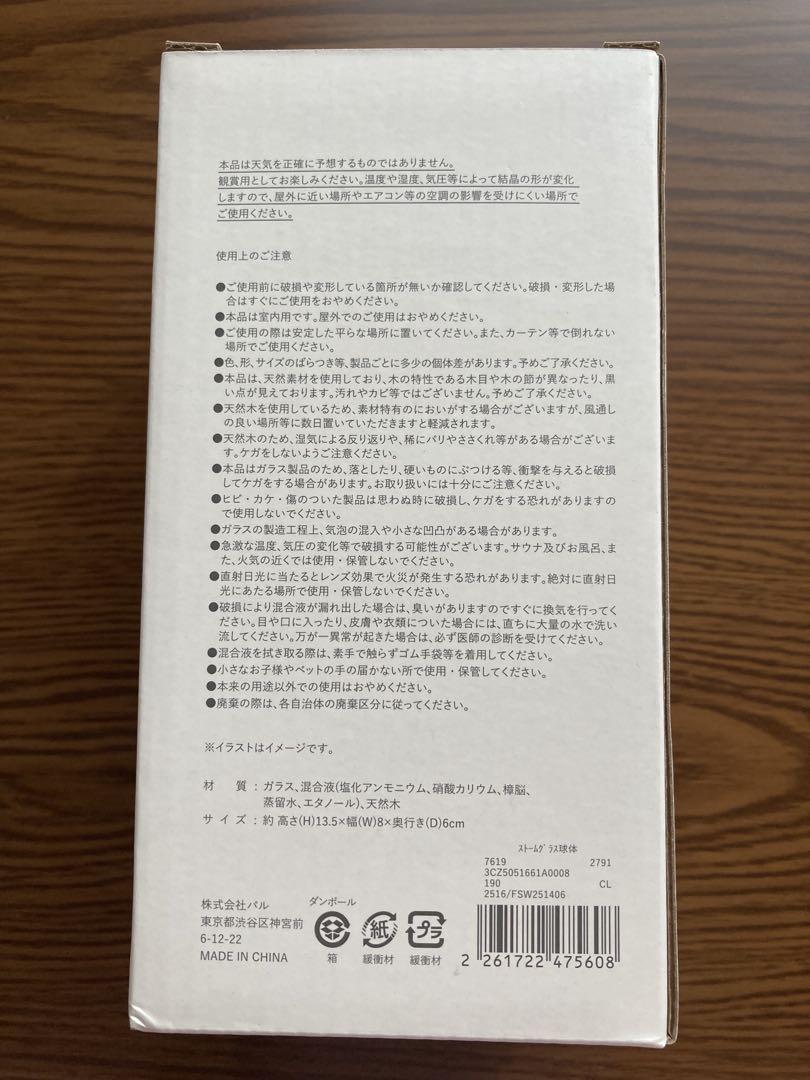 本品は天気を正確に予想するものではありません。
観賞用としてお楽しみください。温度や湿度、気圧等によって結晶の形が変化
しますので、屋外に近い場所やエアコン等の空調の影響を受けにくい場所で
ご使用ください。
使用上のご注意
●ご使用前に破損や変形している箇所が無いか確認してください。破損・変形した場
合はすぐにご使用をおやめください。
●本品は室内用です。屋外でのご使用はおやめください。
●ご使用の際は安定した平らな場所に置いてください。また、カーテン等で倒れない
場所でご使用ください。
●色、形、サイズのばらつき等、製品ごとに多少の個体差があります。予めご了承ください。
●本品は、天然素材を使用しており、木の特性である木目や木の節が異なったり、黒
い点が見えております。汚れやカビ等ではございません。予めご了承ください。
●天然木を使用しているため、素材特有のにおいがする場合がございますが、風通し
の良い場所等に数日置いていただきますと軽減されます。
●天然木のため、湿気による反り返りや、稀にバリやささくれ等がある場合がございま
す。ケガをしないようご注意ください。
●本品はガラス製品のため、落としたり、硬いものにぶつける等、衝撃を与えると破損
してケガをする場合があります。お取り扱いには十分にご注意ください。
●ヒビ・カケ・傷のついた製品は思わぬ時に破損し、ケガをする恐れがありますの
で使用しないでください。
●ガラスの製造工程上、気泡の混入や小さな凹凸がある場合があります。
●急激な温度、気圧の変化等で破損する可能性がございます。サウナ及びお風呂、ま
た、火気の近くでは使用・保管しないでください。
●直射日光に当たるとレンズ効果で火災が発生する恐れがあります。絶対に直射日
光にあたる場所で使用・保管しないでください。
●破損により混合液が漏れ出した場合は、臭いがありますのですぐに換気を行ってく
ださい。目や口に入ったり、皮膚や衣類についた場合には、直ちに大量の水で洗い
流してください。万が一異常が起きた場合は、必ず医師の診断を受けてください。
●混合液を拭き取る際は、素手で触らずゴム手袋等を着用してください。
●小さなお子様やペットの手の届かない所で使用・保管してください。
●本来の用途以外での使用はおやめください。
●廃棄の際は、各自治体の廃棄区分に従ってください。
※イラストはイメージです。
材 質 : ガラス、混合液(塩化アンモニウム、硝酸カリウム、樟脳、
蒸留水、エタノール)、天然木
サイズ : 約 高さ(H)13.5×幅(W)8×奥行き(D)6cm
ｽﾄｰﾑｸﾞﾗｽ球体
7619 2791
3CZ5051661A0008
190 CL
2516/FSW251406
株式会社パル
東京都渋谷区神宮前
6-12-22
MADE IN CHINA
ダンボール
箱
紙
緩衝材
プラ
緩衝材
2 261722 475608